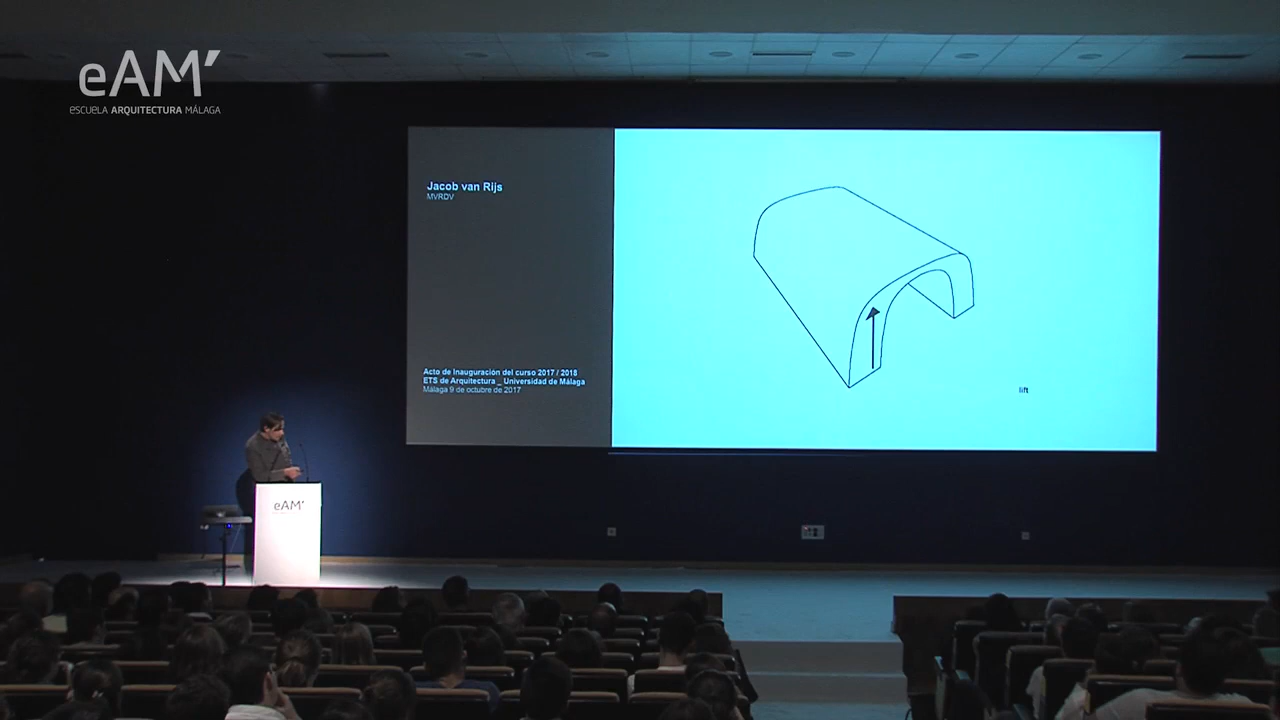 eAM'
ESCUELA ARQUITECTURA MÁLAGA
Jacob van Rijs
MVRDV
Acto de Inauguración del curso 2017 / 2018
ETS de Arquitectura _ Universidad de Málaga
Málaga 9 de octubre de 2017
lift
eAM'